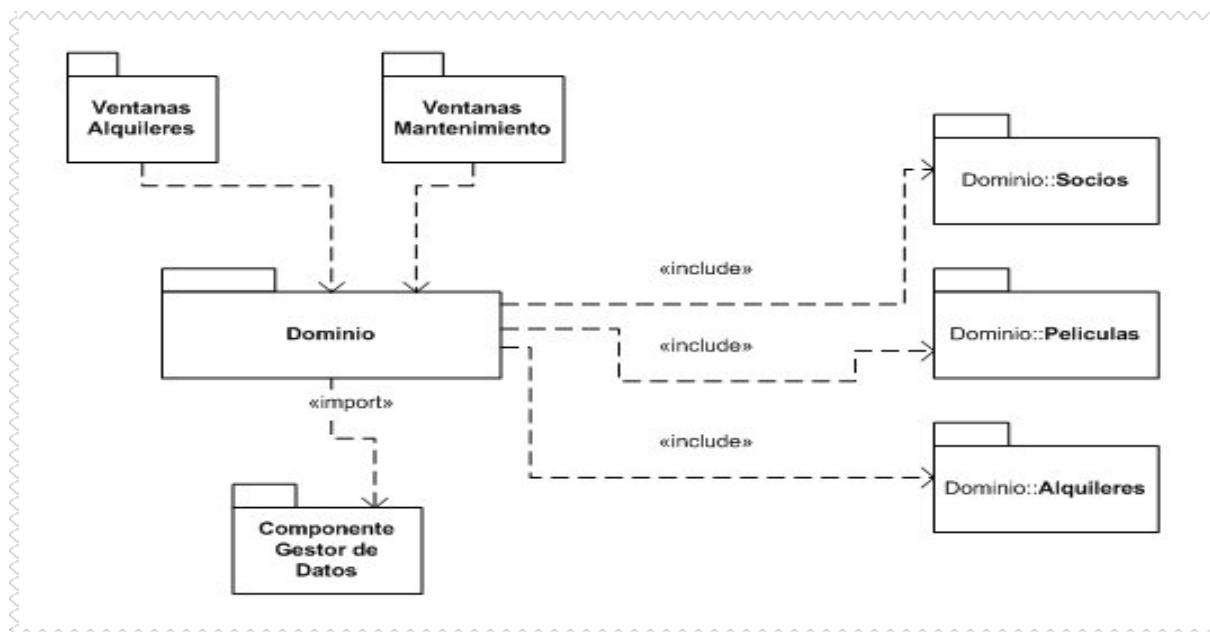 Ventanas
Alquileres
Ventanas
Mantenimiento
Dominio::Socios
«include»
Dominio
«include»
Dominio::Peliculas
«import»
«include»
Dominio::Alquileres
Componente
Gestor de
Datos